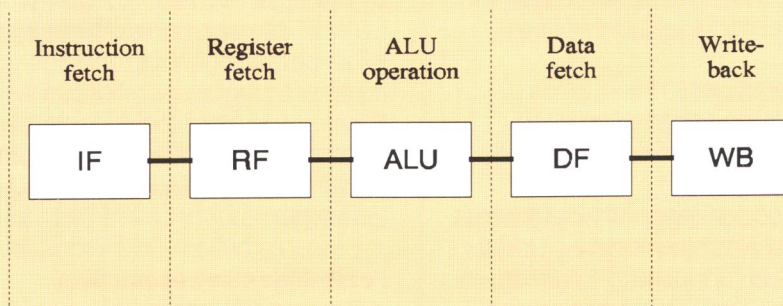 Instruction
fetch
Register
fetch
ALU
operation
Data
fetch
Write-
back
IF
RF
ALU
DF
WB